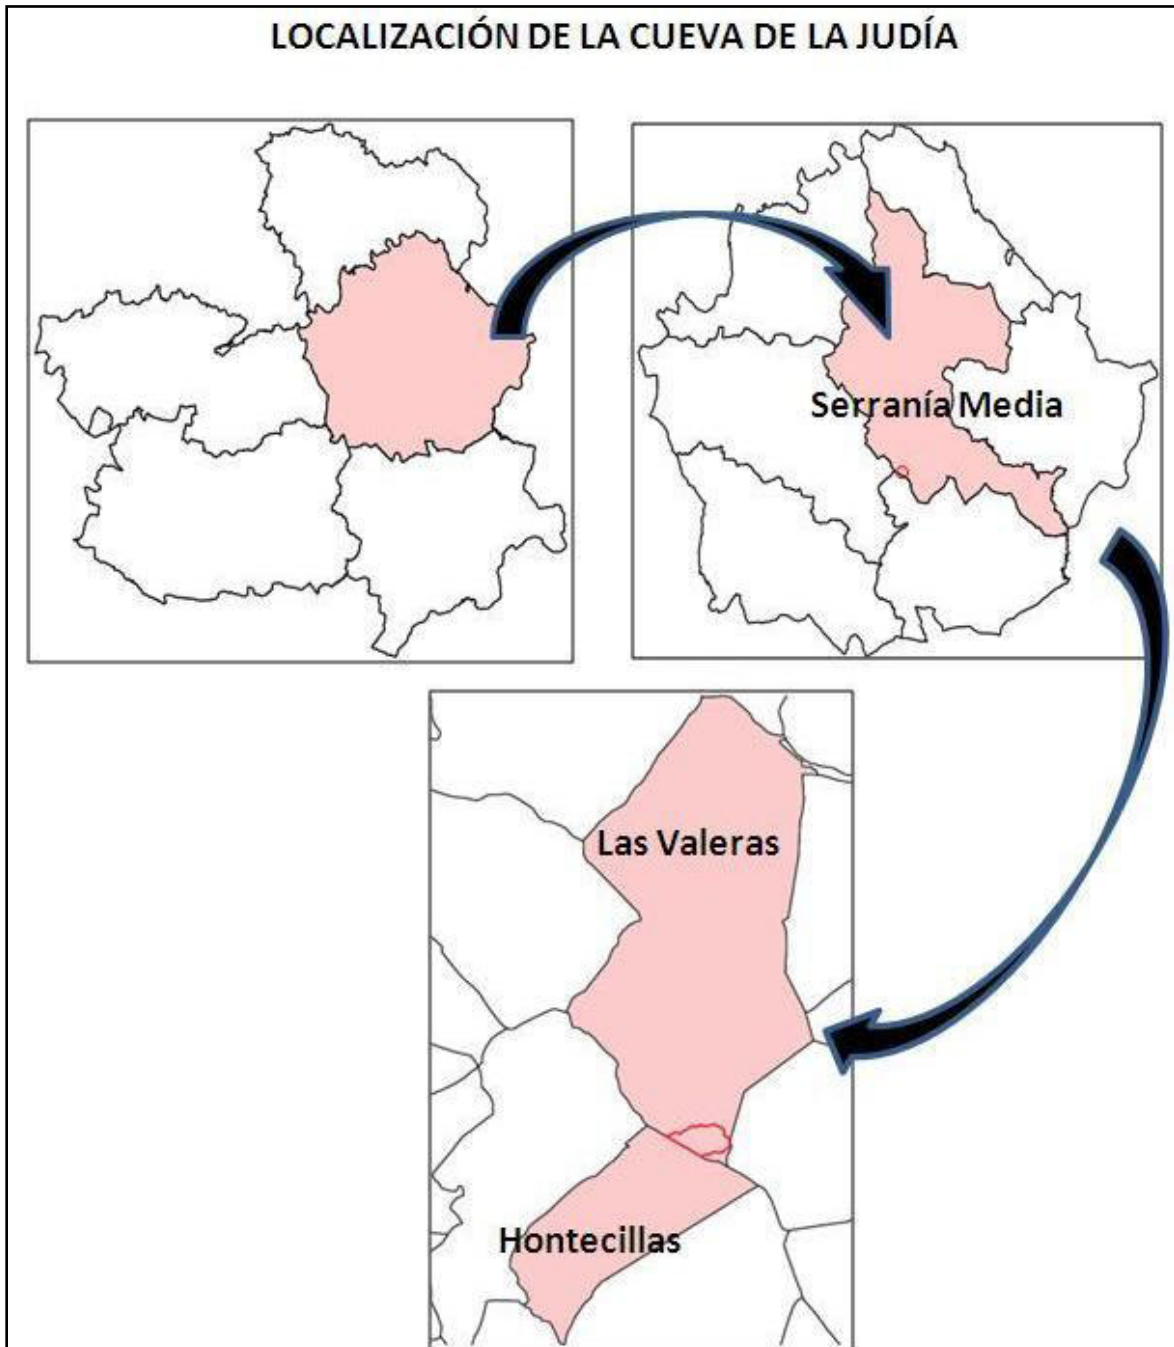 LOCALIZACIÓN DE LA CUEVA DE LA JUDÍA
Serranía Media
Las Valeras
Hontecillas